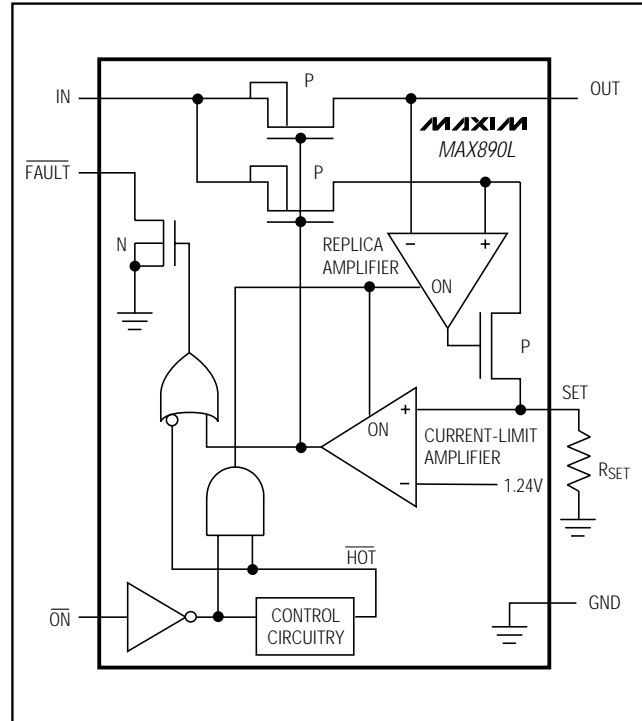 P
IN
OUT
MAXIM
MAX890L
P
FAULT
N
REPLICA
AMPLIFIER
−
+
ON
P
SET
+
ON
CURRENT-LIMIT
AMPLIFIER
−
1.24V
RSET
HOT
ON
CONTROL
CIRCUITRY
GND